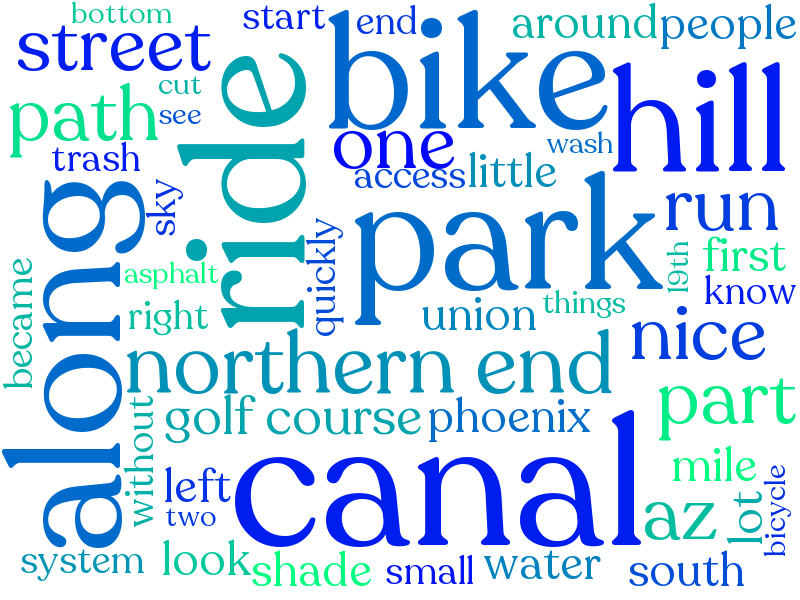 bottom
start
end
around
people
street
bike
cut
see
path
ride
hill
one
wash
trash
access
little
along
sky
park
run
quickly
19th
first
became
asphalt
know
right
union
things
nice
northern end
golf course
phoenix
part
without
canal
left
mile
two
az
lot
bicycle
system
look
shade
small
water
south